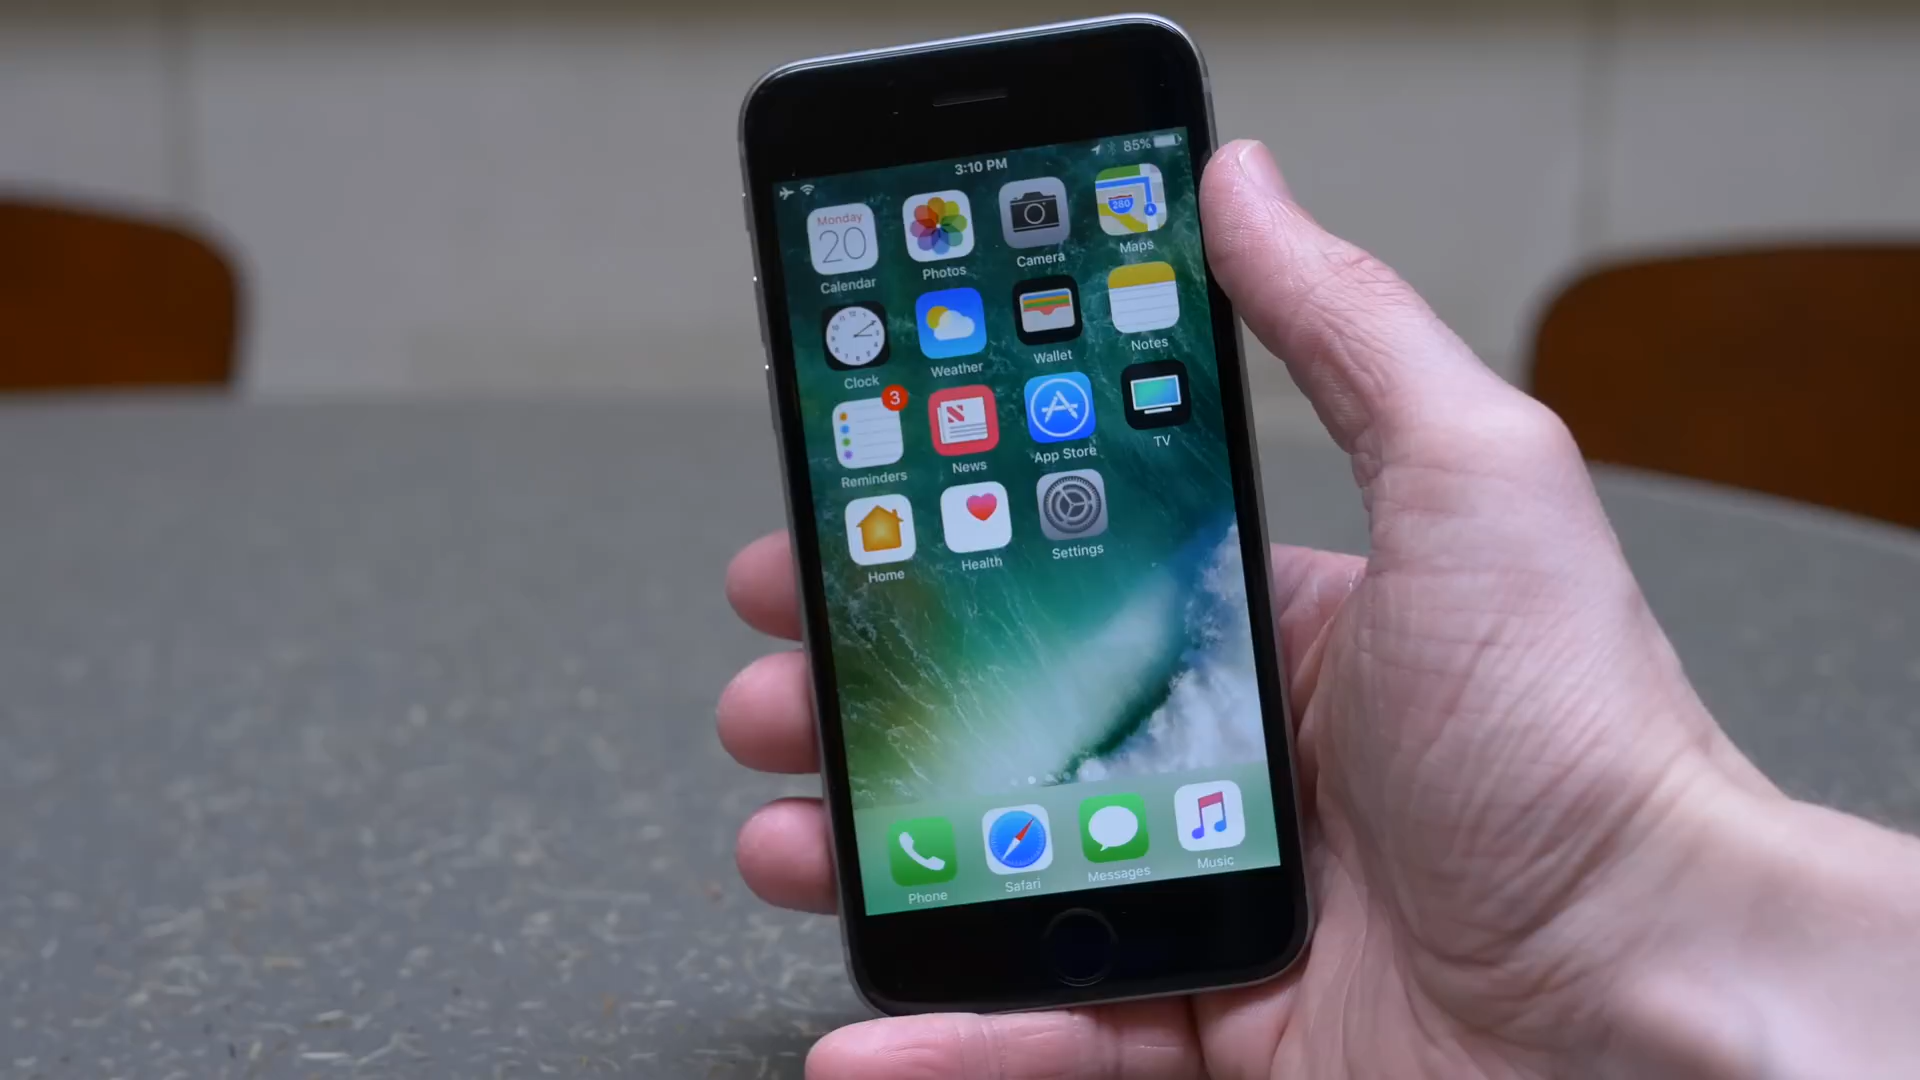 3:10 PM
85%
Monday
20
280
Calendar
Photos
Camera
Maps
Clock
Weather
Wallet
Notes
3
Reminders
News
App Store
TV
Home
Health
Settings
Phone
Safari
Messages
Music